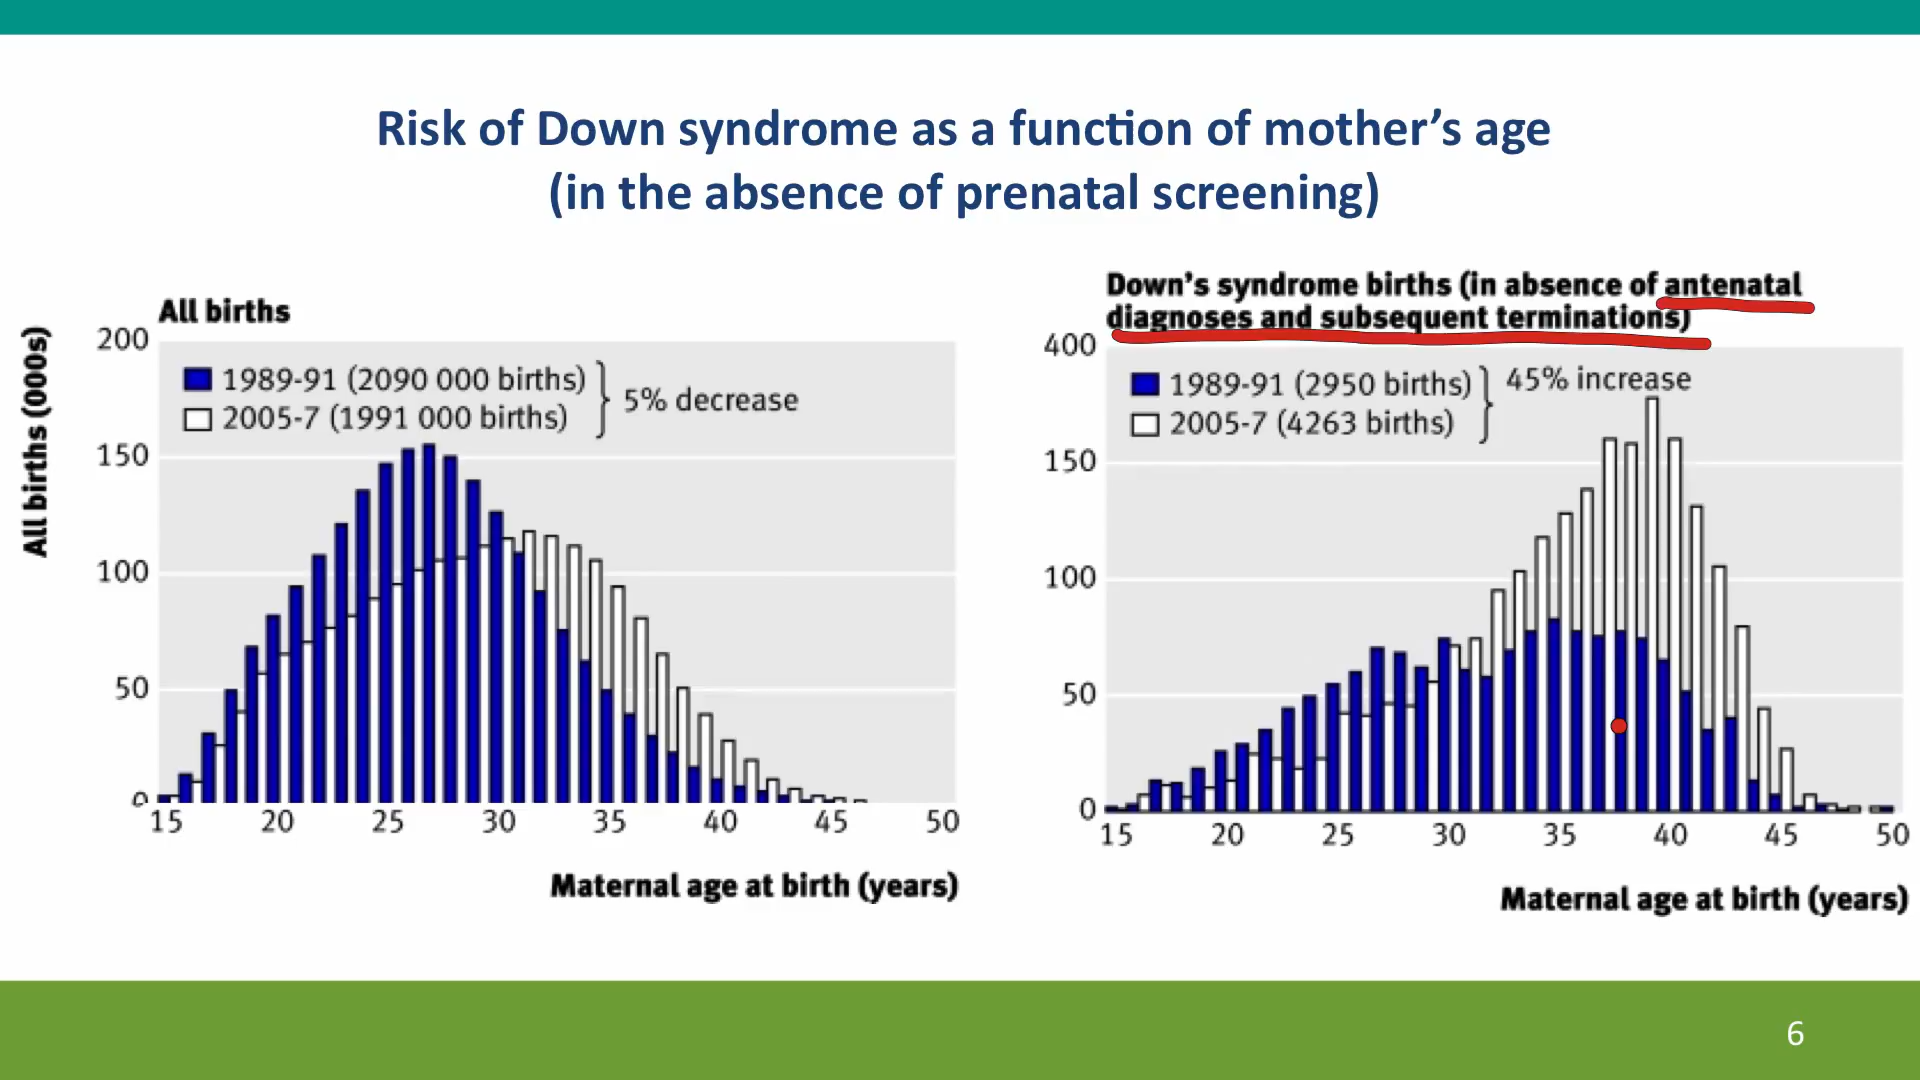 Risk of Down syndrome as a function of mother’s age
(in the absence of prenatal screening)
All births
All births (000s)
200
150
100
50
0
1989-91 (2090 000 births)
2005-7 (1991 000 births)
5% decrease
15 20 25 30 35 40 45 50
Maternal age at birth (years)
Down’s syndrome births (in absence of antenatal
diagnoses and subsequent terminations)
400
150
100
50
0
1989-91 (2950 births)
2005-7 (4263 births)
45% increase
15 20 25 30 35 40 45 50
Maternal age at birth (years)
6